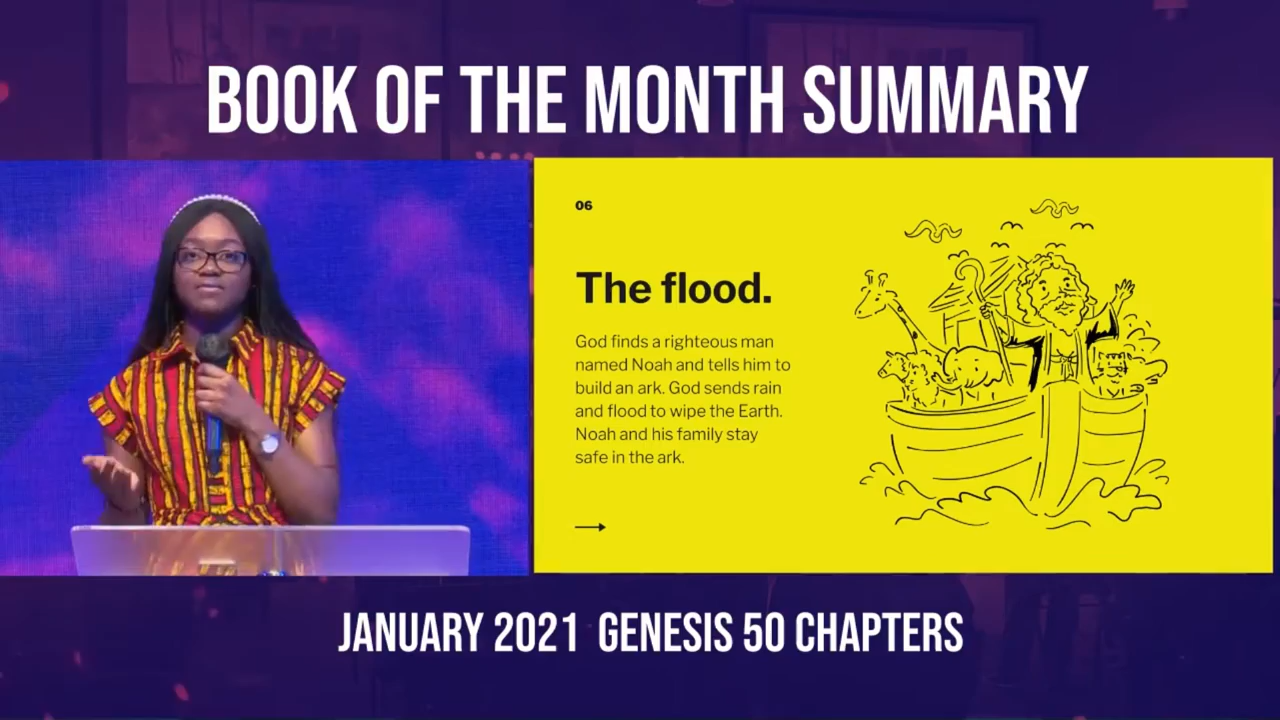 BOOK OF THE MONTH SUMMARY
06
The flood.
God finds a righteous man
named Noah and tells him to
build an ark. God sends rain
and flood to wipe the Earth.
Noah and his family stay
safe in the ark.
JANUARY 2021 GENESIS 50 CHAPTERS